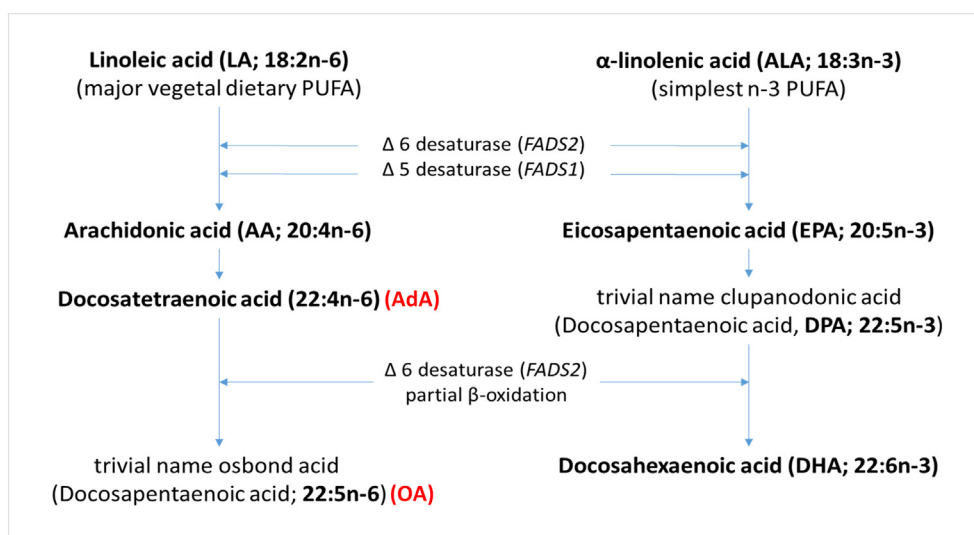 Linoleic acid (LA; 18:2n-6)
(major vegetal dietary PUFA)
α-linolenic acid (ALA; 18:3n-3)
(simplest n-3 PUFA)
Δ 6 desaturase (FADS2)
Δ 5 desaturase (FADS1)
Arachidonic acid (AA; 20:4n-6)
Eicosapentaenoic acid (EPA; 20:5n-3)
Docosatetraenoic acid (22:4n-6) (AdA)
trivial name clupanodonic acid
(Docosapentaenoic acid, DPA; 22:5n-3)
Δ 6 desaturase (FADS2)
partial β-oxidation
trivial name osbond acid
(Docosapentaenoic acid; 22:5n-6) (OA)
Docosahexaenoic acid (DHA; 22:6n-3)